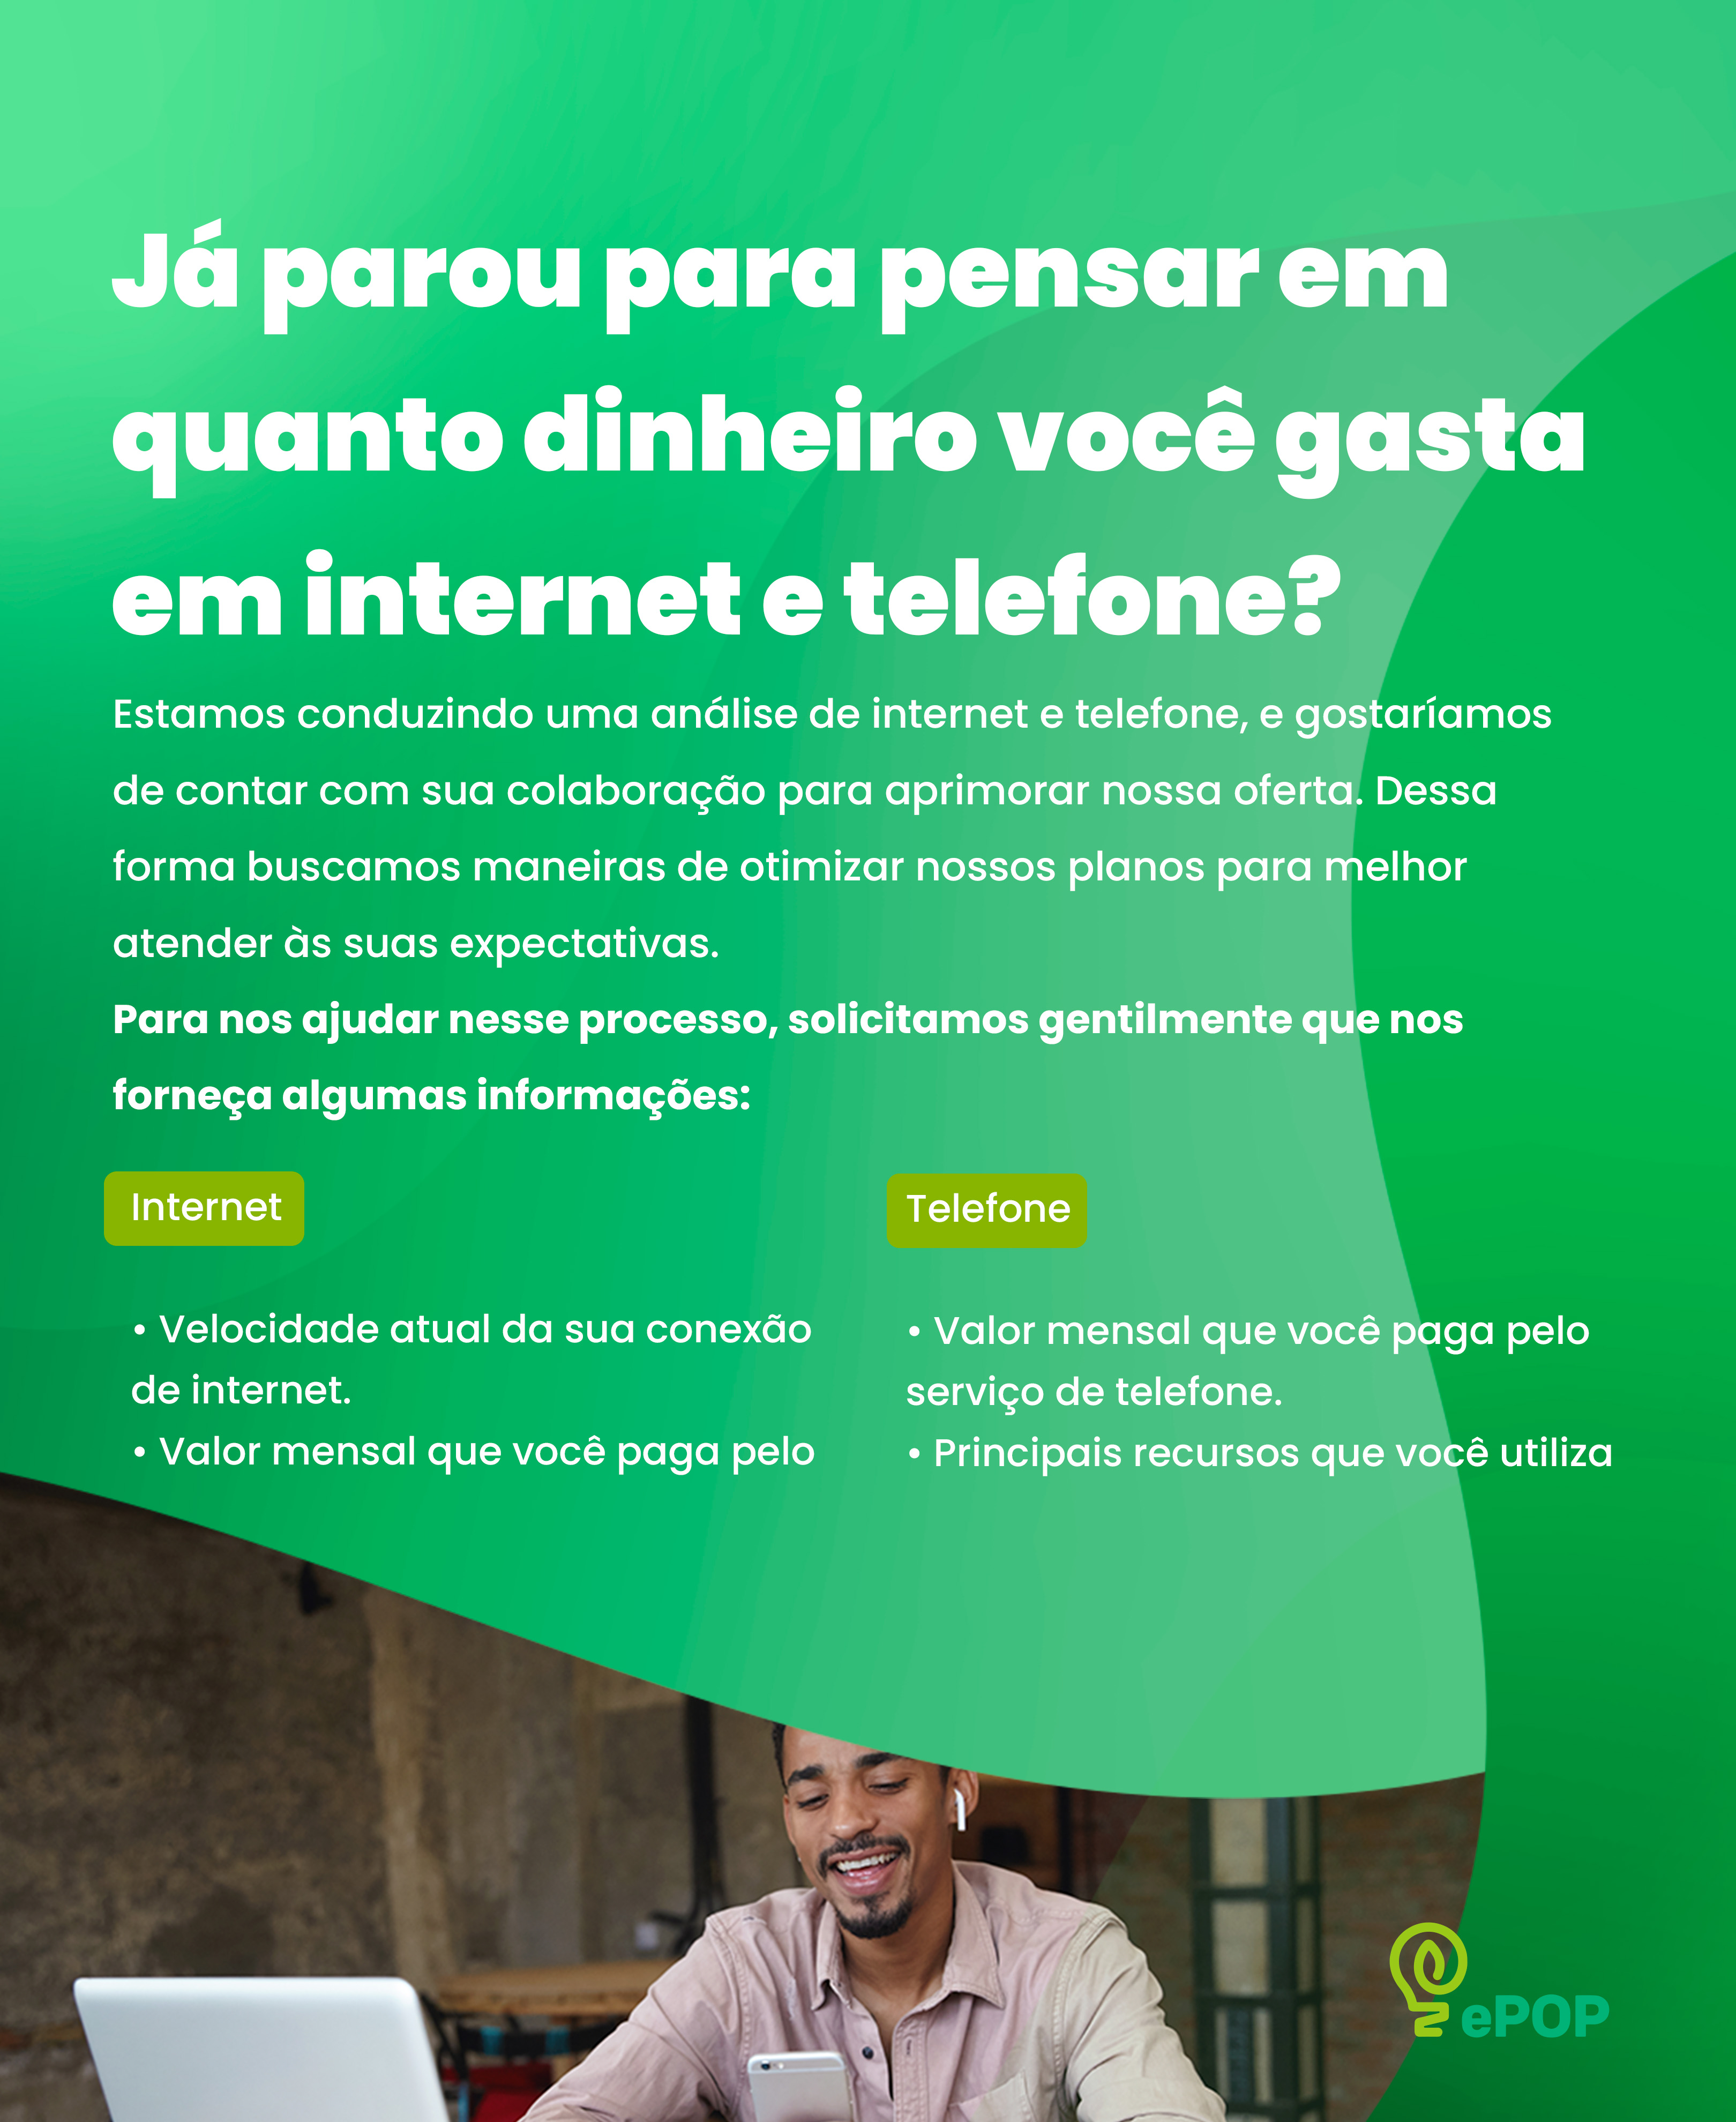 Já parou para pensar em
quanto dinheiro você gasta
em internet e telefone?
Estamos conduzindo uma análise de internet e telefone, e gostaríamos
de contar com sua colaboração para aprimorar nossa oferta. Dessa
forma buscamos maneiras de otimizar nossos planos para melhor
atender às suas expectativas.
Para nos ajudar nesse processo, solicitamos gentilmente que nos
forneça algumas informações:
Internet
• Velocidade atual da sua conexão
de internet.
• Valor mensal que você paga pelo
Telefone
• Valor mensal que você paga pelo
serviço de telefone.
• Principais recursos que você utiliza
ePOP